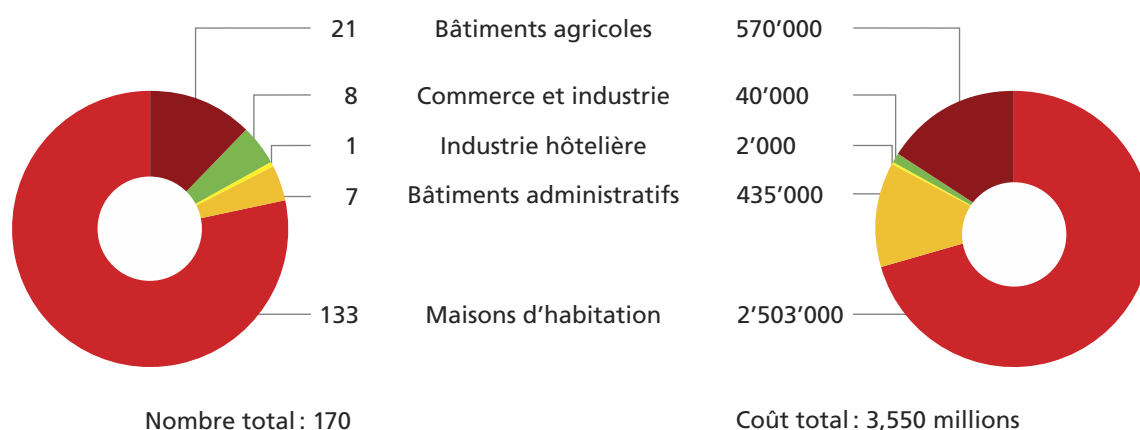 21 Bâtiments agricoles 570’000
8 Commerce et industrie 40’000
1 Industrie hôtelière 2’000
7 Bâtiments administratifs 435’000
133 Maisons d’habitation 2’503’000
Nombre total : 170 Coût total : 3,550 millions